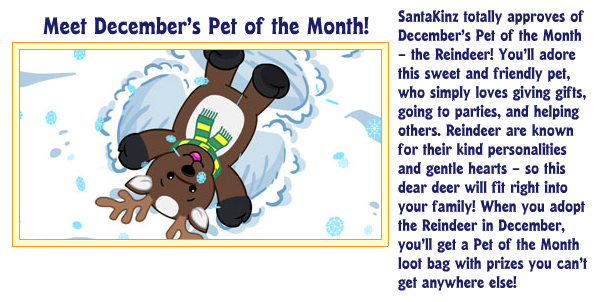 Meet December's Pet of the Month!
SantaKinz totally approves of
December's Pet of the Month
– the Reindeer! You'll adore
this sweet and friendly pet,
who simply loves giving gifts,
going to parties, and helping
others. Reindeer are known
for their kind personalities
and gentle hearts – so this
dear deer will fit right into
your family! When you adopt
the Reindeer in December,
you'll get a Pet of the Month
loot bag with prizes you can't
get anywhere else!